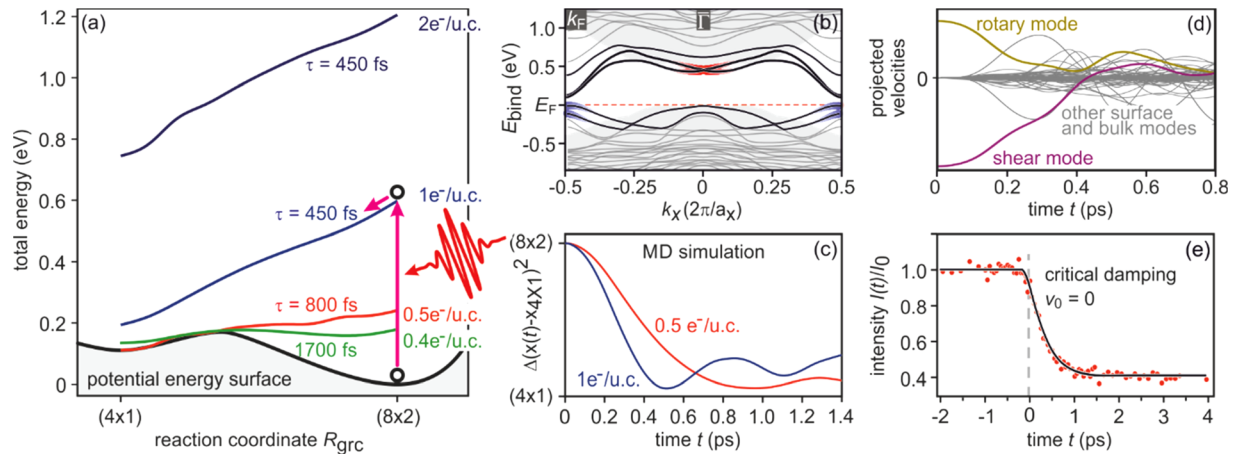 (a)
1.2
1.0
0.8
0.6
0.4
0.2
0
total energy (eV)
2e⁻/u.c.
τ = 450 fs
1e⁻/u.c.
τ = 450 fs
τ = 800 fs
0.5e⁻/u.c.
0.4e⁻/u.c.
1700 fs
potential energy surface
(4x1)
(8x2)
reaction coordinate R_grc
(b)
k_F
Γ̅
1.0
0.5
E_F
-0.5
E_bind (eV)
-0.5
-0.25
0
0.25
0.5
k_x(2π/a_x)
(c)
(8x2)
(4x1)
Δ(x(t)-x_4x1)²
MD simulation
0.5 e⁻/u.c.
1e⁻/u.c.
0
0.2
0.4
0.6
0.8
1.0
1.2
1.4
time t (ps)
(d)
rotary mode
0
projected
velocities
other surface
and bulk modes
shear mode
0
0.2
0.4
0.6
0.8
time t (ps)
(e)
1.0
0.8
0.6
0.4
intensity I(t)/I₀
critical damping
v₀ = 0
-2
-1
0
1
2
3
4
time t (ps)